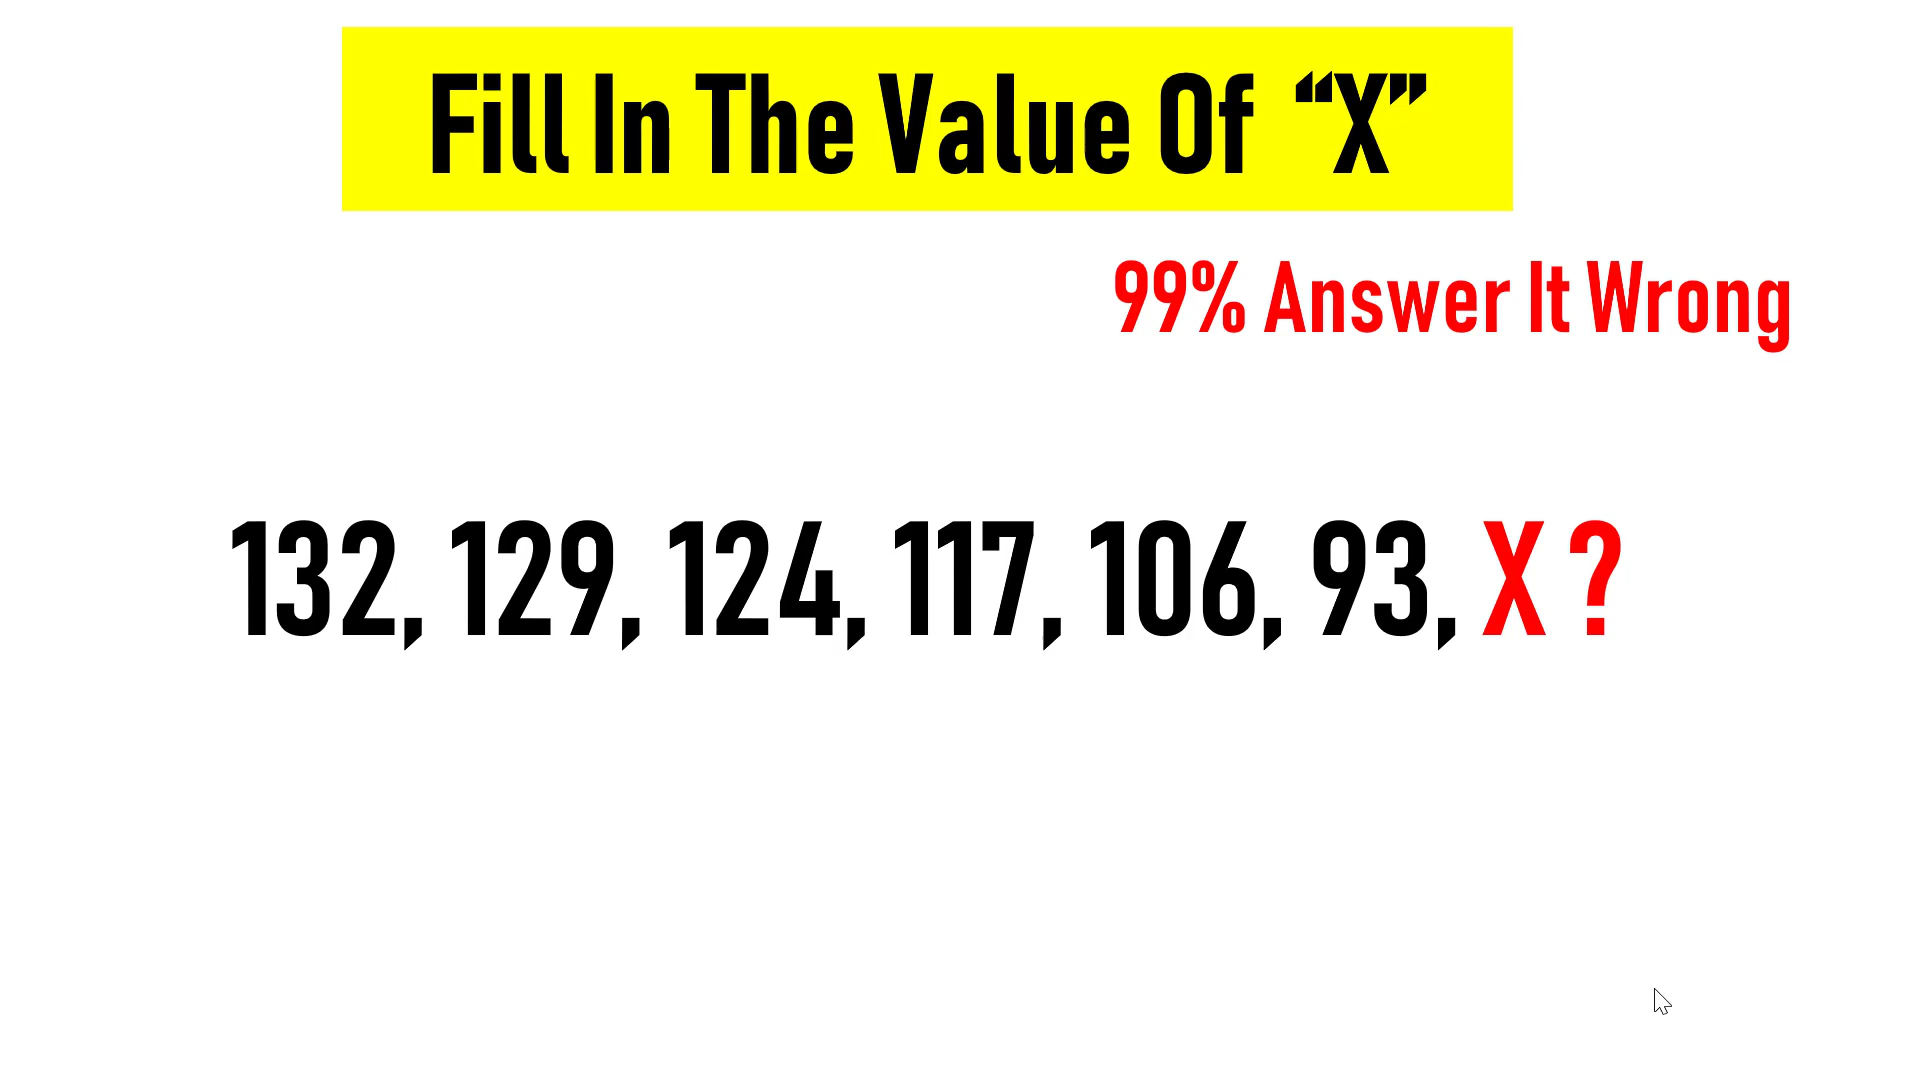 Fill In The Value Of “X”
99% Answer It Wrong
132, 129, 124, 117, 106, 93, X ?